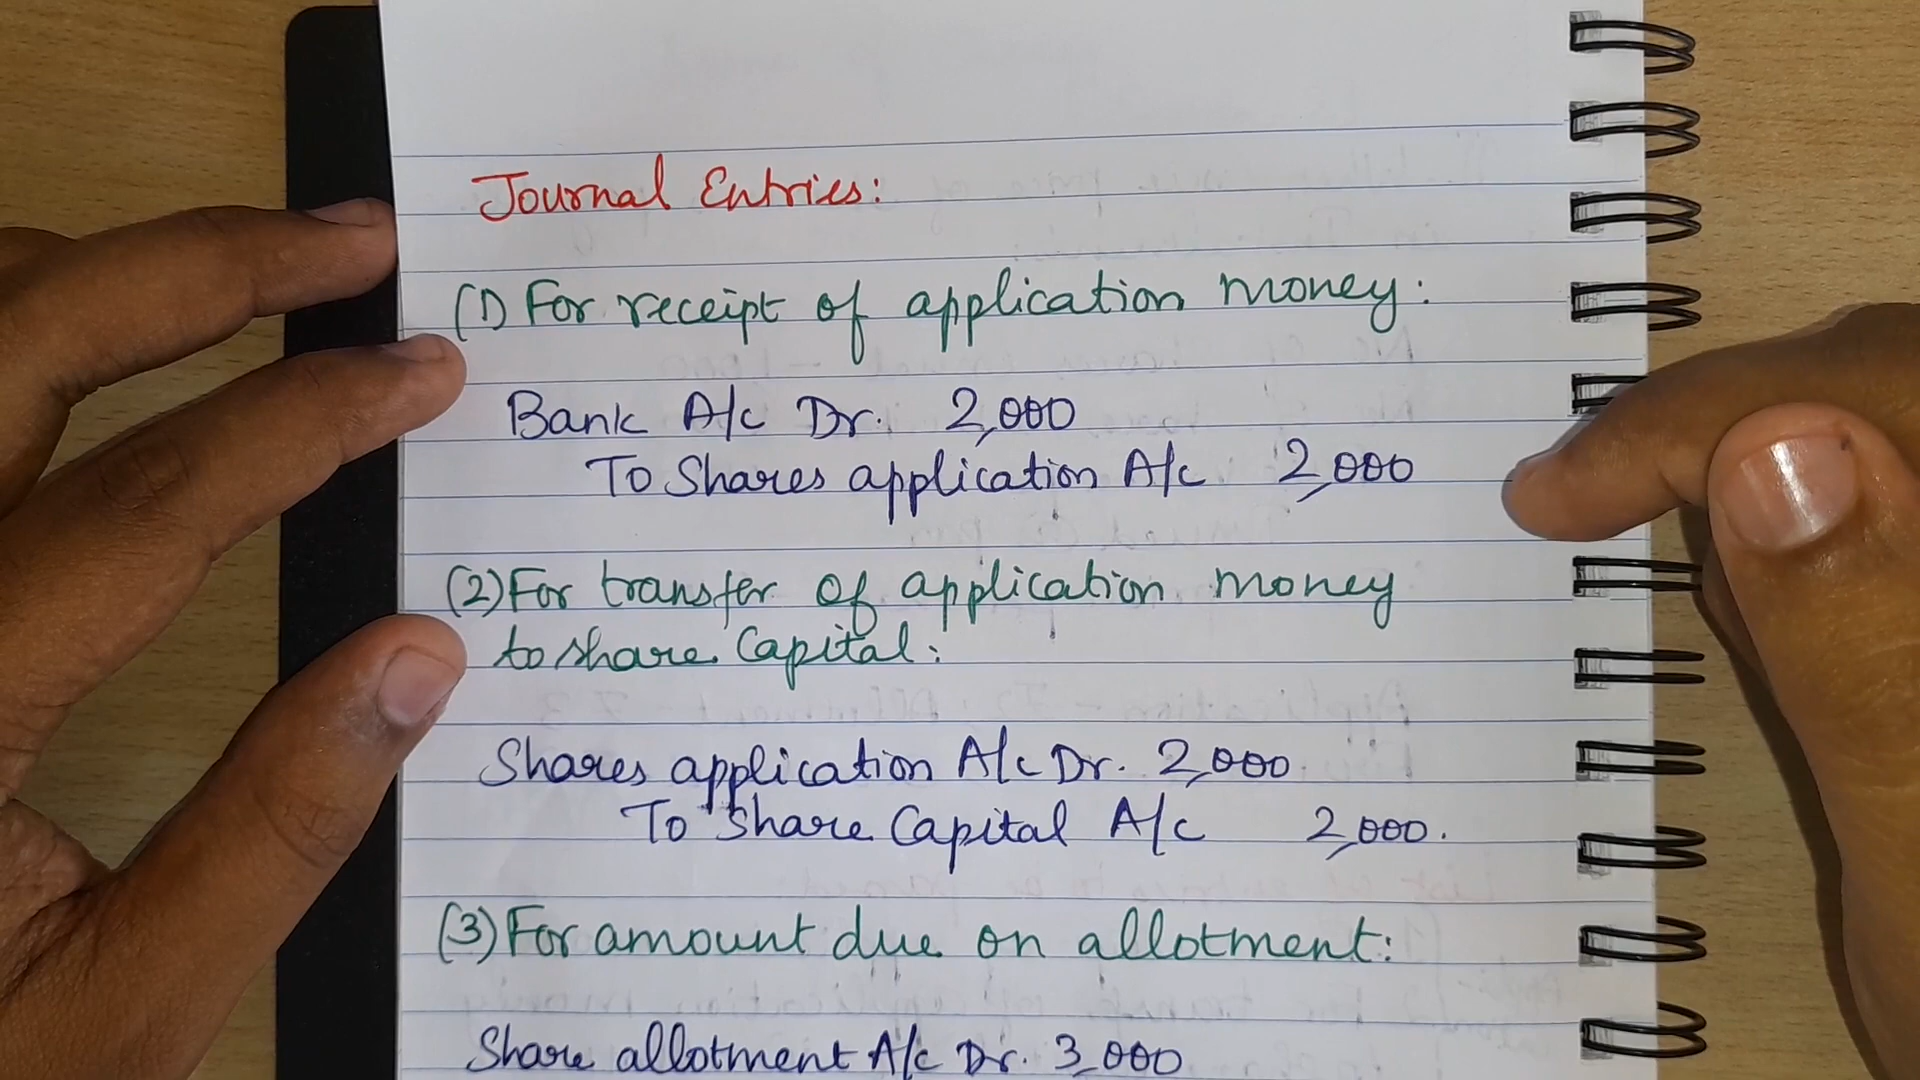 Journal Entries:
(1) For receipt of application money:
Bank A/c Dr. 2,000
To Shares application A/c 2,000
(2) For transfer of application money
to share Capital:
Shares application A/c Dr. 2,000
To Share Capital A/c 2,000.
(3) For amount due on allotment:
Share allotment A/c Dr. 3,000